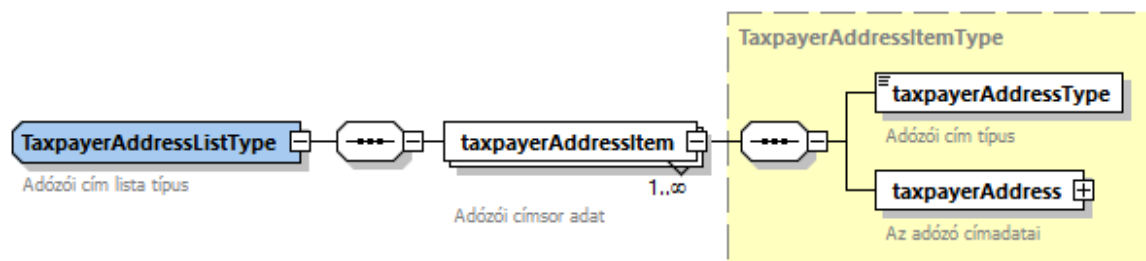 TaxpayerAddressItemType
taxpayerAddressType
Adózói cím típus
TaxpayerAddressListType
Adózói cím lista típus
taxpayerAddressItem
1..∞
Adózói címsor adat
taxpayerAddress
Az adózó címadatai